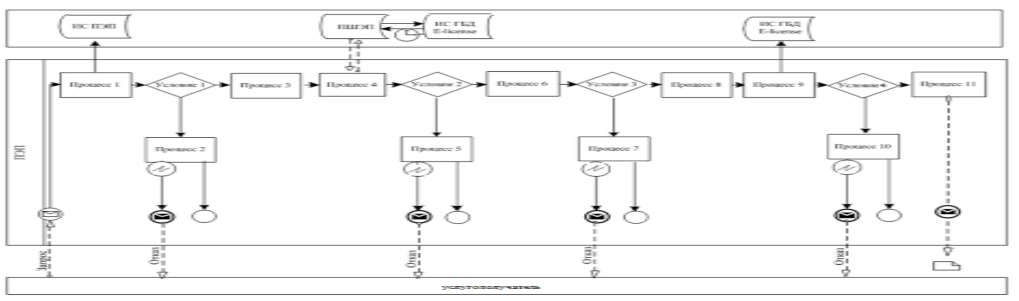 ИС ПЭП
ПШЭП
ИС ГБД
E-license
ИС ГБД
E-license
Процесс 1
Условие 1
Процесс 3
Процесс 4
Условие 2
Процесс 6
Условие 3
Процесс 8
Процесс 9
Условие 4
Процесс 11
ПЭП
Процесс 2
Процесс 5
Процесс 7
Процесс 10
Запрос
Отказ
Отказ
Отказ
Отказ
услугополучатель